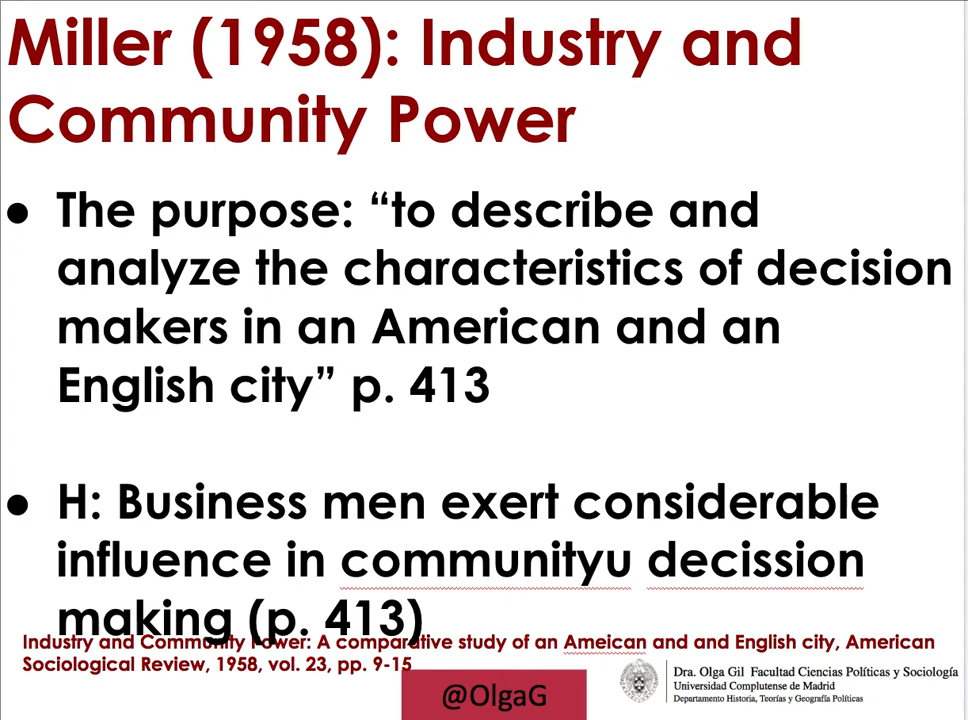 Miller (1958): Industry and
Community Power
● The purpose: “to describe and
analyze the characteristics of decision
makers in an American and an
English city” p. 413
● H: Business men exert considerable
influence in communityu decission
making (p. 413)
Industry and Community Power: A comparative study of an Ameican and and English city, American
Sociological Review, 1958, vol. 23, pp. 9-15
@OlgaG
Dra. Olga Gil Facultad Ciencias Políticas y Sociología
Universidad Complutense de Madrid
Departamento Historia, Teorías y Geografía Políticas